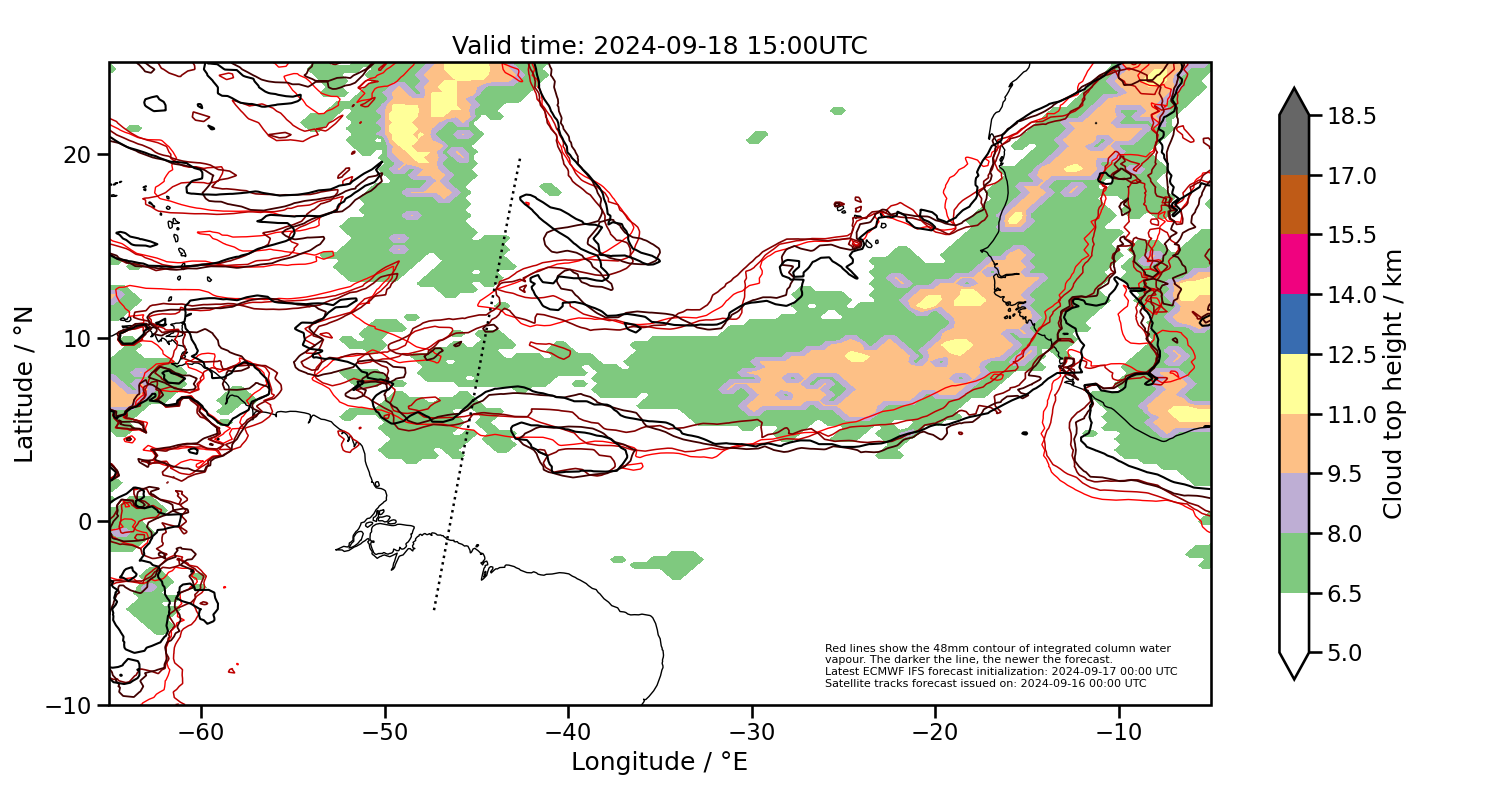 Valid time: 2024-09-18 15:00UTC
Latitude / °N
20
10
0
−10
−60
−50
−40
−30
−20
−10
Longitude / °E
Red lines show the 48mm contour of integrated column water
vapour. The darker the line, the newer the forecast.
Latest ECMWF IFS forecast initialization: 2024-09-17 00:00 UTC
Satellite tracks forecast issued on: 2024-09-16 00:00 UTC
18.5
17.0
15.5
14.0
12.5
11.0
9.5
8.0
6.5
5.0
Cloud top height / km